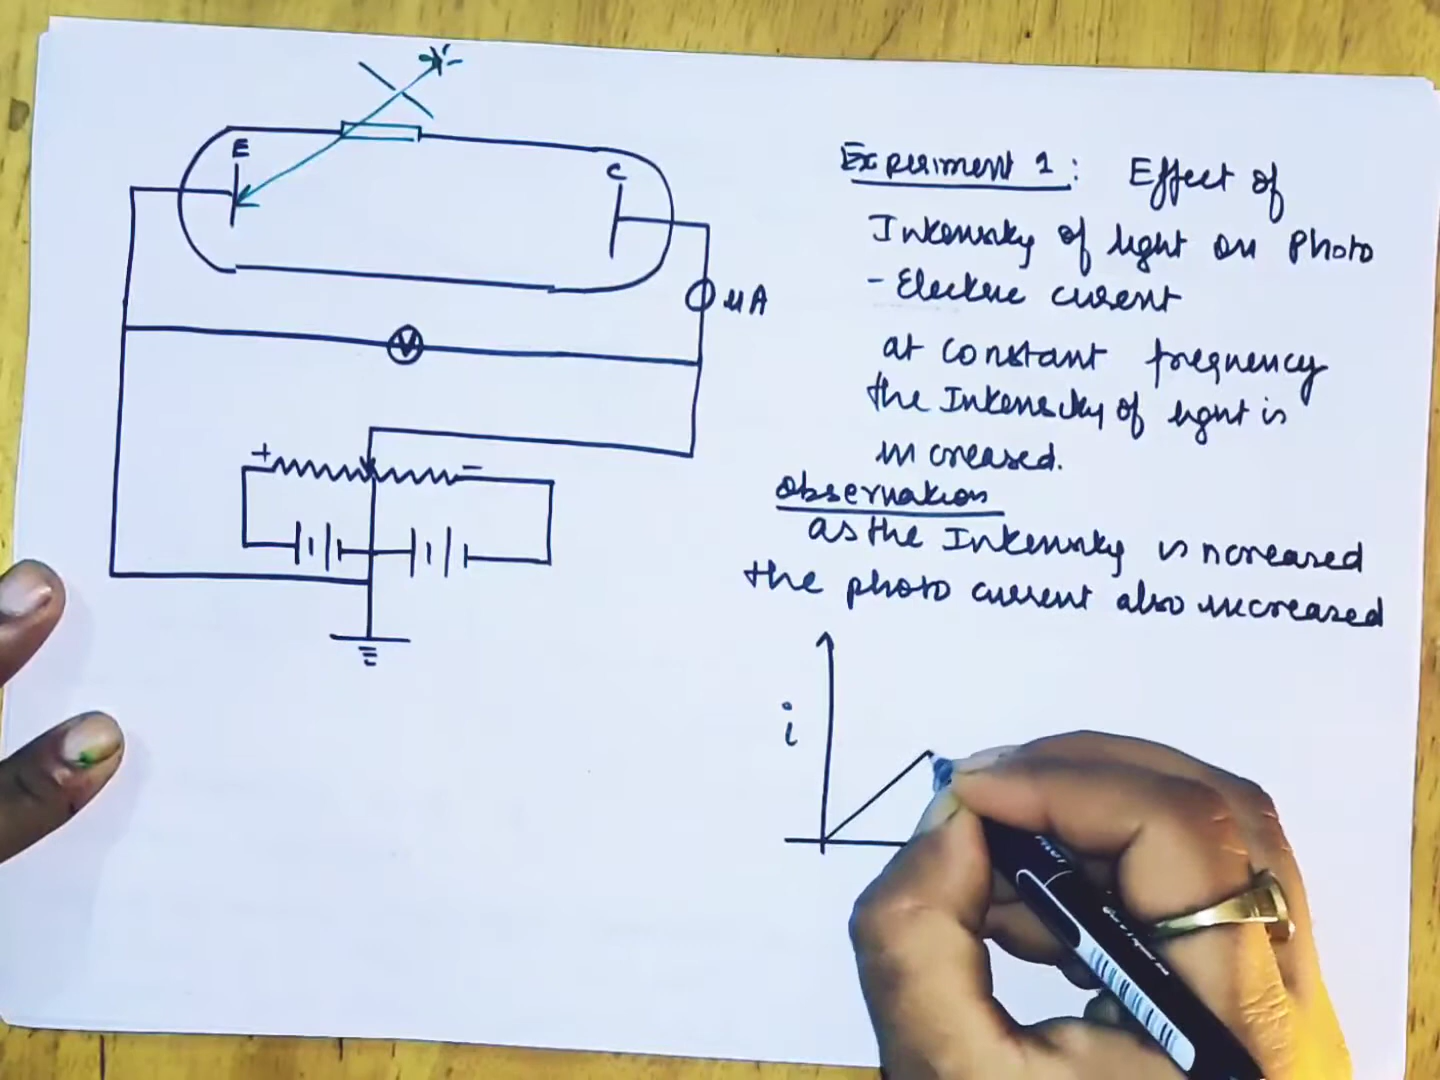 E
C
μA
V
+
-
Experiment 1: Effect of
Intensity of light on Photo
- Electric current
at constant frequency
the Intensity of light is
increased.
observation
as the Intensity is ncreased
the photo current also increased
i